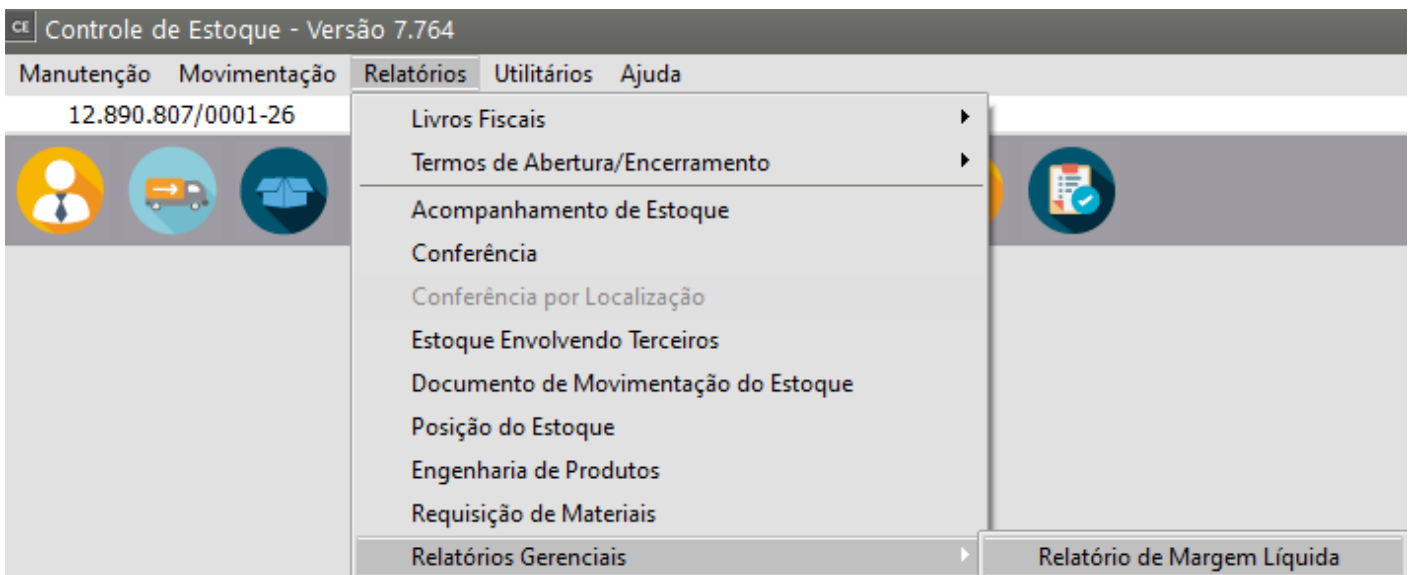 CE Controle de Estoque - Versão 7.764
Manutenção Movimentação Relatórios Utilitários Ajuda
12.890.807/0001-26
Livros Fiscais
Termos de Abertura/Encerramento
Acompanhamento de Estoque
Conferência
Conferência por Localização
Estoque Envolvendo Terceiros
Documento de Movimentação do Estoque
Posição do Estoque
Engenharia de Produtos
Requisição de Materiais
Relatórios Gerenciais
Relatório de Margem Líquida